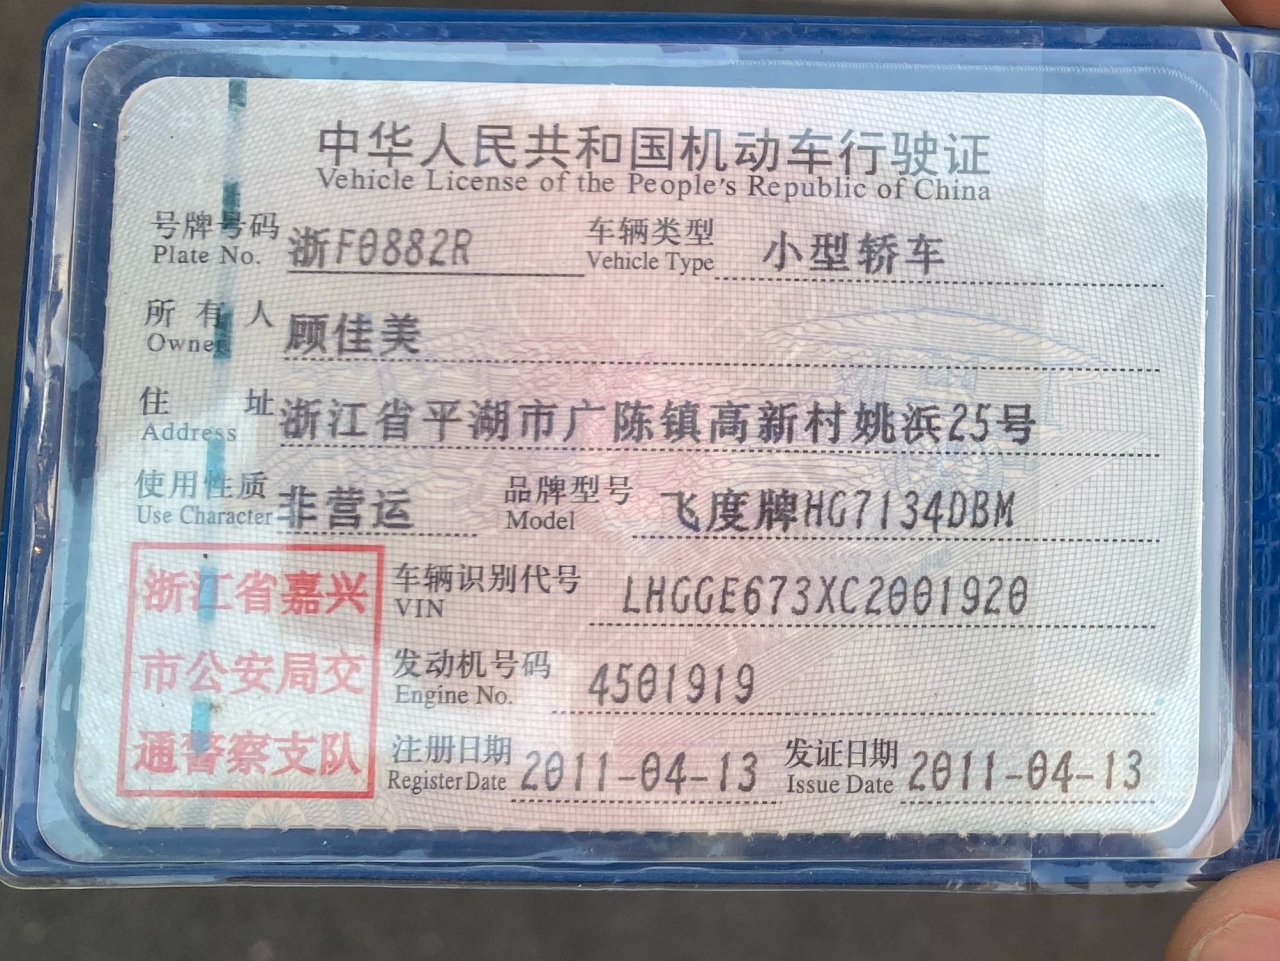 中华人民共和国机动车行驶证
Vehicle License of the People's Republic of China
号牌号码 浙F0882R 车辆类型 小型轿车
Plate No. Vehicle Type
所有人 顾佳美
Owner
住址 浙江省平湖市广陈镇高新村姚浜25号
Address
使用性质 非营运 品牌型号 飞度牌HG7134DBM
Use Character Model
浙江省嘉兴
市公安局交
通警察支队
车辆识别代号 LHGGE673XC2001920
VIN
发动机号码 4501919
Engine No.
注册日期 2011-04-13 发证日期 2011-04-13
Register Date Issue Date